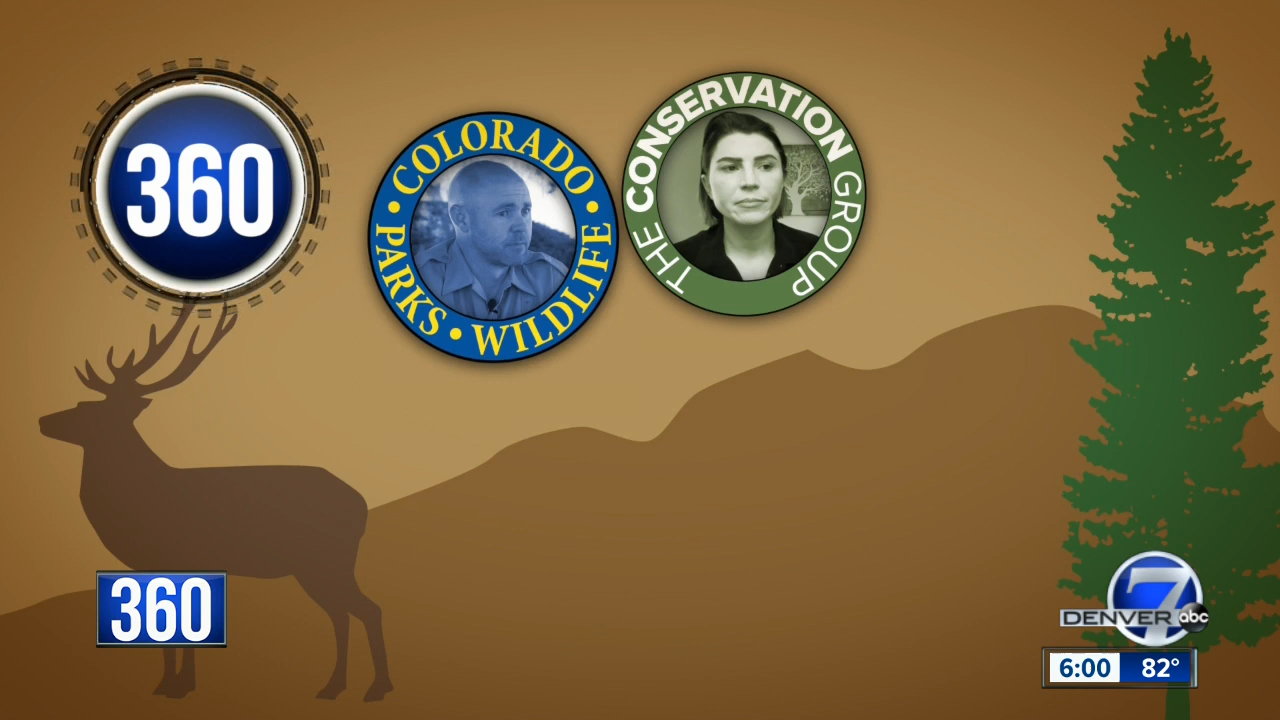 360
COLORADO
PARKS • WILDLIFE
THE CONSERVATION GROUP
360
7
DENVER abc
6:00 82°